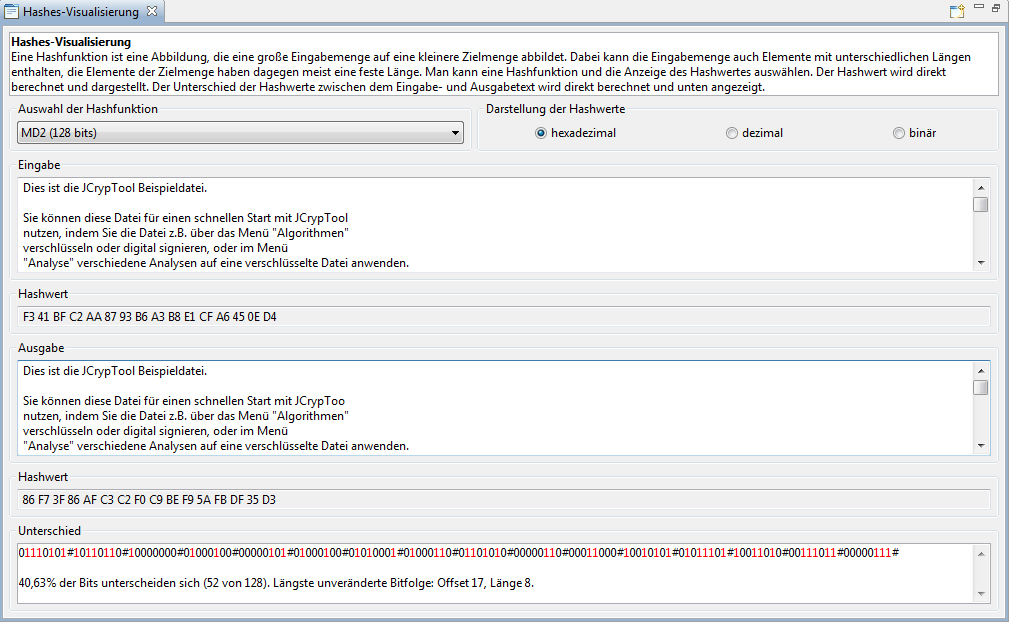 Hashes-Visualisierung
Hashes-Visualisierung
Eine Hashfunktion ist eine Abbildung, die eine große Eingabemenge auf eine kleinere Zielmenge abbildet. Dabei kann die Eingabemenge auch Elemente mit unterschiedlichen Längen
enthalten, die Elemente der Zielmenge haben dagegen meist eine feste Länge. Man kann eine Hashfunktion und die Anzeige des Hashwertes auswählen. Der Hashwert wird direkt
berechnet und dargestellt. Der Unterschied der Hashwerte zwischen dem Eingabe- und Ausgabetext wird direkt berechnet und unten angezeigt.
Auswahl der Hashfunktion
MD2 (128 bits)
Darstellung der Hashwerte
hexadezimal dezimal binär
Eingabe
Dies ist die JCrypTool Beispieldatei.
Sie können diese Datei für einen schnellen Start mit JCrypTool
nutzen, indem Sie die Datei z.B. über das Menü "Algorithmen"
verschlüsseln oder digital signieren, oder im Menü
"Analyse" verschiedene Analysen auf eine verschlüsselte Datei anwenden.
Hashwert
F3 41 BF C2 AA 87 93 B6 A3 B8 E1 CF A6 45 0E D4
Ausgabe
Dies ist die JCrypTool Beispieldatei.
Sie können diese Datei für einen schnellen Start mit JCrypToo
nutzen, indem Sie die Datei z.B. über das Menü "Algorithmen"
verschlüsseln oder digital signieren, oder im Menü
"Analyse" verschiedene Analysen auf eine verschlüsselte Datei anwenden.
Hashwert
86 F7 3F 86 AF C3 C2 F0 C9 BE F9 5A FB DF 35 D3
Unterschied
01110101#10110110#10000000#01000100#00000101#01000100#01010001#01000110#01101010#00000110#00011000#10010101#01011101#10011010#00111011#00000111#
40,63% der Bits unterscheiden sich (52 von 128). Längste unveränderte Bitfolge: Offset 17, Länge 8.